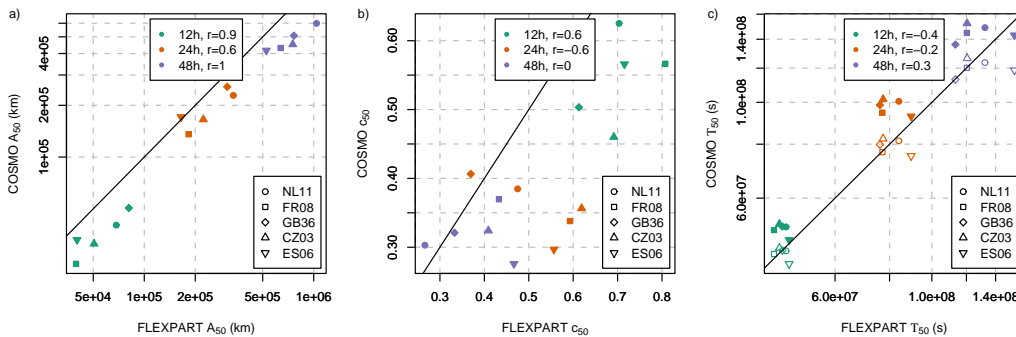 a)
12h, r=0.9
24h, r=0.6
48h, r=1
NL11
FR08
GB36
CZ03
ES06
1e+05
2e+05
4e+05
COSMO A50 (km)
5e+04
1e+05
2e+05
5e+05
1e+06
FLEXPART A50 (km)
b)
12h, r=0.6
24h, r=−0.6
48h, r=0
NL11
FR08
GB36
CZ03
ES06
0.30
0.40
0.50
0.60
COSMO c50
0.3
0.4
0.5
0.6
0.7
0.8
FLEXPART c50
c)
12h, r=−0.4
24h, r=−0.2
48h, r=0.3
NL11
FR08
GB36
CZ03
ES06
6.0e+07
1.0e+08
1.4e+08
COSMO T50 (s)
6.0e+07
1.0e+08
1.4e+08
FLEXPART T50 (s)